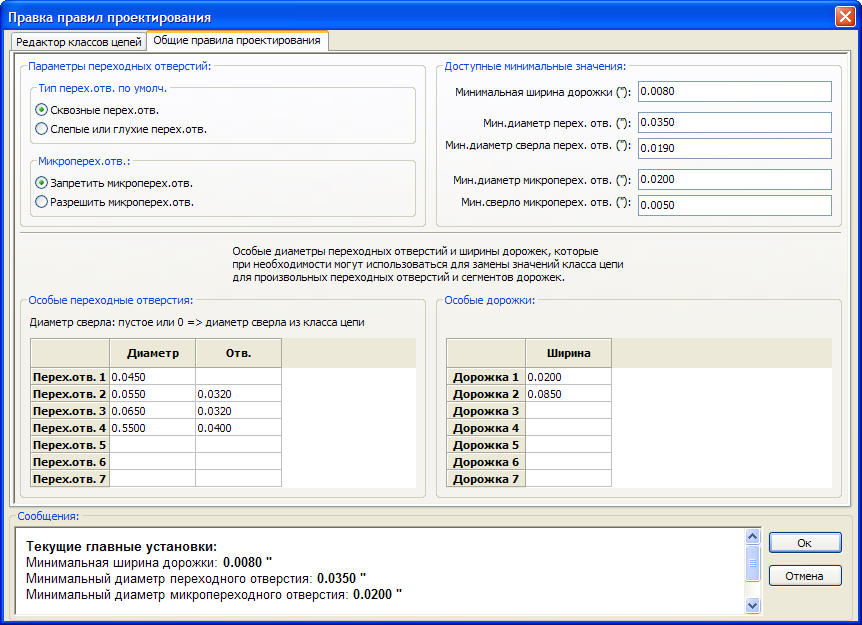 Правка правил проектирования
Редактор классов цепей
Общие правила проектирования
Параметры переходных отверстий:
Тип перех.отв. по умолч.
Сквозные перех.отв.
Слепые или глухие перех.отв.
Микроперех.отв.:
Запретить микроперех.отв.
Разрешить микроперех.отв.
Доступные минимальные значения:
Минимальная ширина дорожки ("): 0.0080
Мин.диаметр перех. отв. ("): 0.0350
Мин.диаметр сверла перех. отв. ("): 0.0190
Мин.диаметр микроперех. отв. ("): 0.0200
Мин.сверло микроперех. отв. ("): 0.0050
Особые диаметры переходных отверстий и ширины дорожек, которые
при необходимости могут использоваться для замены значений класса цепи
для произвольных переходных отверстий и сегментов дорожек.
Особые переходные отверстия:
Диаметр сверла: пустое или 0 => диаметр сверла из класса цепи
Диаметр Отв.
Перех.отв. 1 0.0450
Перех.отв. 2 0.0550 0.0320
Перех.отв. 3 0.0650 0.0320
Перех.отв. 4 0.5500 0.0400
Перех.отв. 5
Перех.отв. 6
Перех.отв. 7
Особые дорожки:
Ширина
Дорожка 1 0.0200
Дорожка 2 0.0850
Дорожка 3
Дорожка 4
Дорожка 5
Дорожка 6
Дорожка 7
Сообщения:
Текущие главные установки:
Минимальная ширина дорожки: 0.0080 "
Минимальный диаметр переходного отверстия: 0.0350 "
Минимальный диаметр микропереходного отверстия: 0.0200 "
Ок
Отмена